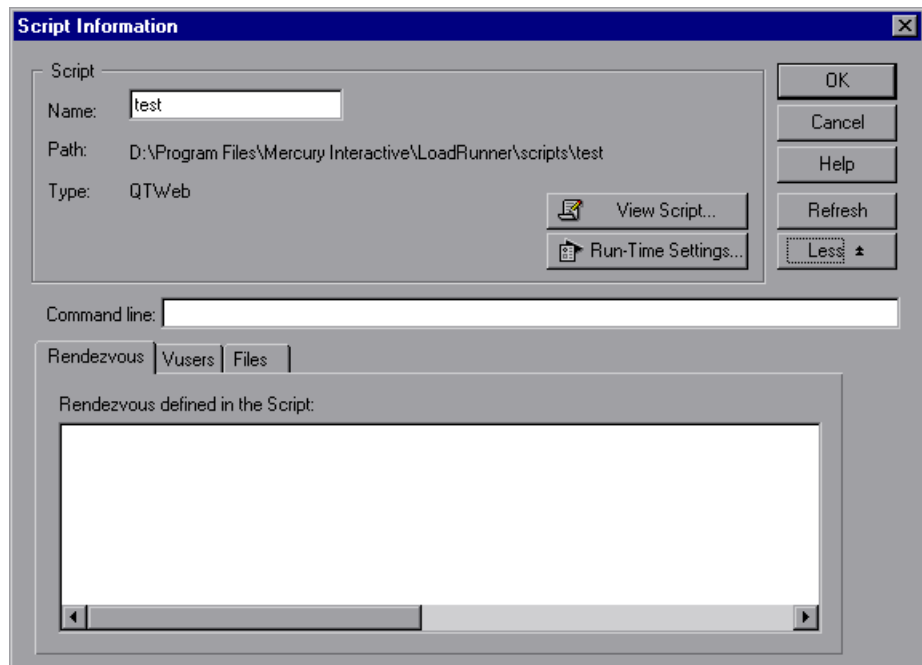 Script Information
Script
Name: test
Path: D:\Program Files\Mercury Interactive\LoadRunner\scripts\test
Type: QTWeb
View Script...
Run-Time Settings...
OK
Cancel
Help
Refresh
Less
Command line:
Rendezvous Vusers Files
Rendezvous defined in the Script: